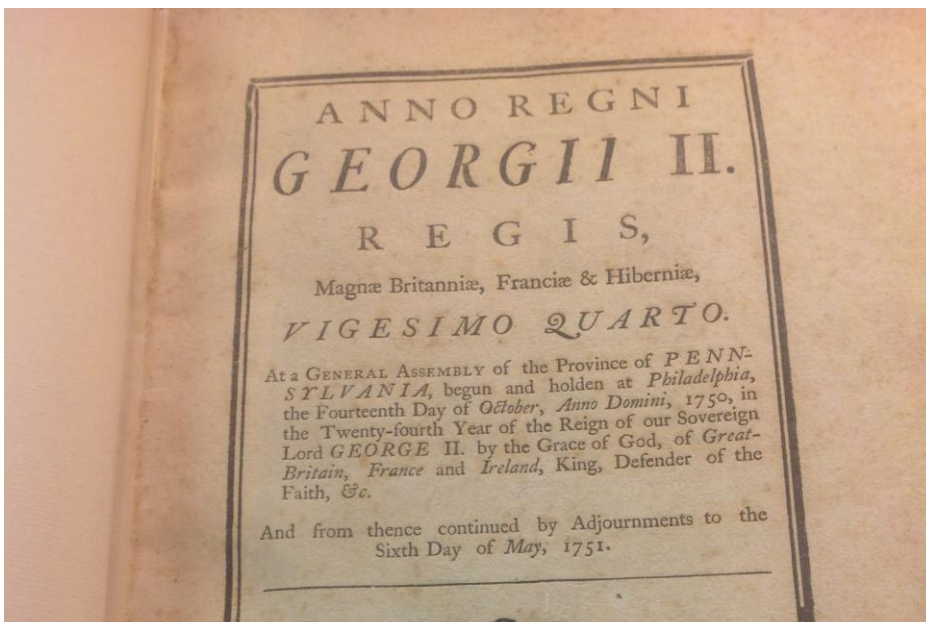 ANNO REGNI
GEORGII II.
REGIS,
Magnæ Britanniæ, Franciæ & Hiberniæ,
VIGESIMO QUARTO.
At a GENERAL ASSEMBLY of the Province of PENN-
SYLVANIA, begun and holden at Philadelphia,
the Fourteenth Day of October, Anno Domini, 1750, in
the Twenty-fourth Year of the Reign of our Sovereign
Lord GEORGE II. by the Grace of God, of Great-
Britain, France and Ireland, King, Defender of the
Faith, &c.
And from thence continued by Adjournments to the
Sixth Day of May, 1751.